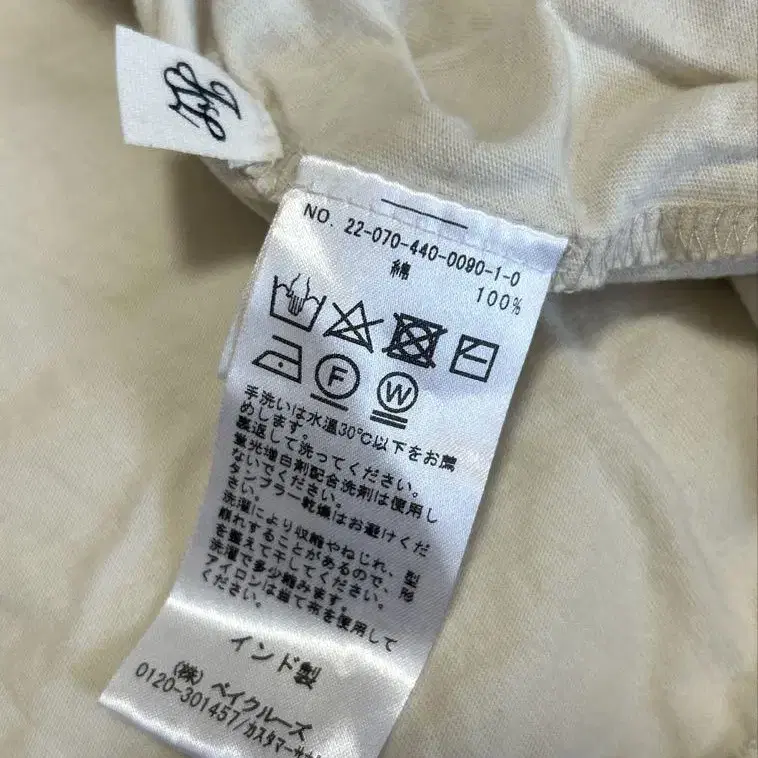 NO. 22-070-440-0090-1-0
綿
100%
F
W
手洗いは水温30℃以下をお薦
めします。
裏返して洗ってください。
蛍光増白剤配合洗剤は使用し
ないでください。
タンブラー乾燥はお避けくだ
さい。
洗濯により収縮やねじれ、型
崩れすることがあるので、形
を整えて干してください。
洗濯で多少縮みます。
アイロンは当て布を使用して
ください。
インド製
(株) ベイクルーズ
0120-301457/カスタマーサポ